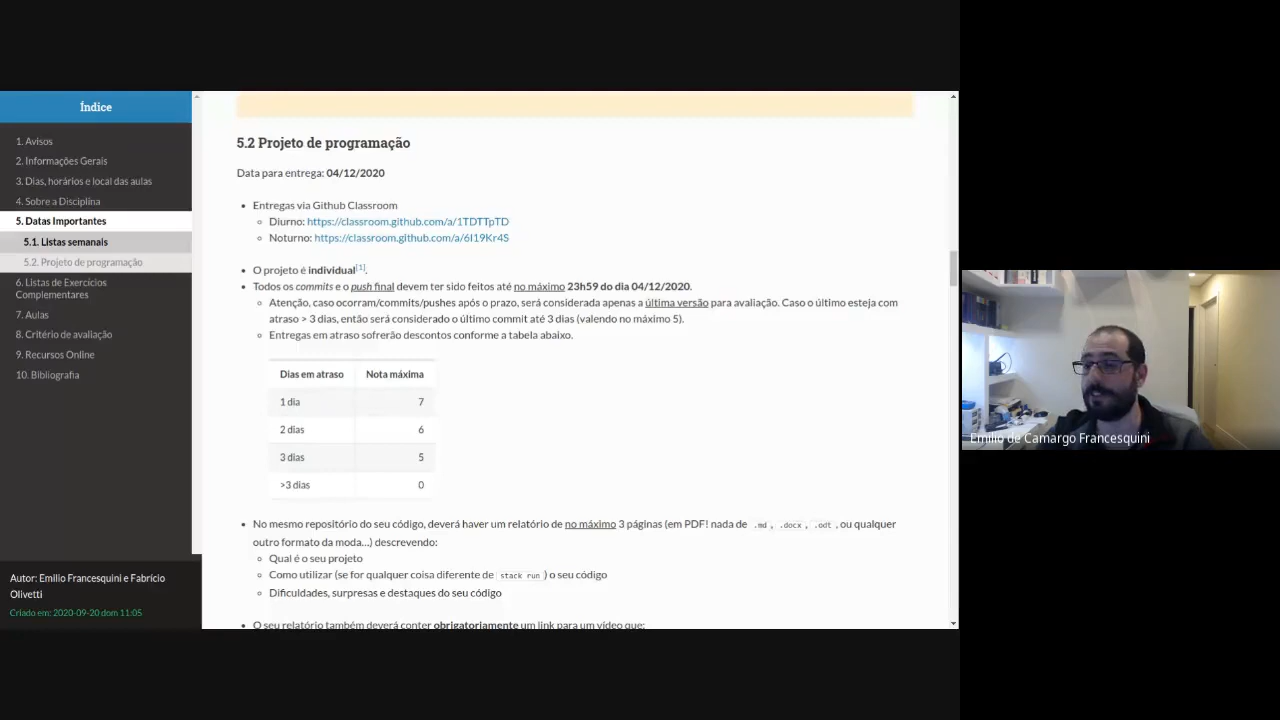 Índice
1. Avisos
2. Informações Gerais
3. Dias, horários e local das aulas
4. Sobre a Disciplina
5. Datas Importantes
5.1. Listas semanais
5.2. Projeto de programação
6. Listas de Exercícios
Complementares
7. Aulas
8. Critério de avaliação
9. Recursos Online
10. Bibliografia
Autor: Emilio Francesquini e Fabrício
Olivetti
Criado em: 2020-09-20 dom 11:05
5.2 Projeto de programação
Data para entrega: 04/12/2020
• Entregas via Github Classroom
◦ Diurno: https://classroom.github.com/a/1TDTTpTD
◦ Noturno: https://classroom.github.com/a/6I19Kr4S
• O projeto é individual[1].
• Todos os commits e o push final devem ter sido feitos até no máximo 23h59 do dia 04/12/2020.
◦ Atenção, caso ocorram/commits/pushes após o prazo, será considerada apenas a última versão para avaliação. Caso o último esteja com
atraso > 3 dias, então será considerado o último commit até 3 dias (valendo no máximo 5).
◦ Entregas em atraso sofrerão descontos conforme a tabela abaixo.
Dias em atraso Nota máxima
1 dia 7
2 dias 6
3 dias 5
>3 dias 0
• No mesmo repositório do seu código, deverá haver um relatório de no máximo 3 páginas (em PDF! nada de .md, .docx, .odt, ou qualquer
outro formato da moda...) descrevendo:
◦ Qual é o seu projeto
◦ Como utilizar (se for qualquer coisa diferente de stack run) o seu código
◦ Dificuldades, surpresas e destaques do seu código
• O seu relatório também deverá conter obrigatoriamente um link para um vídeo que:
Emilio de Camargo Francesquini